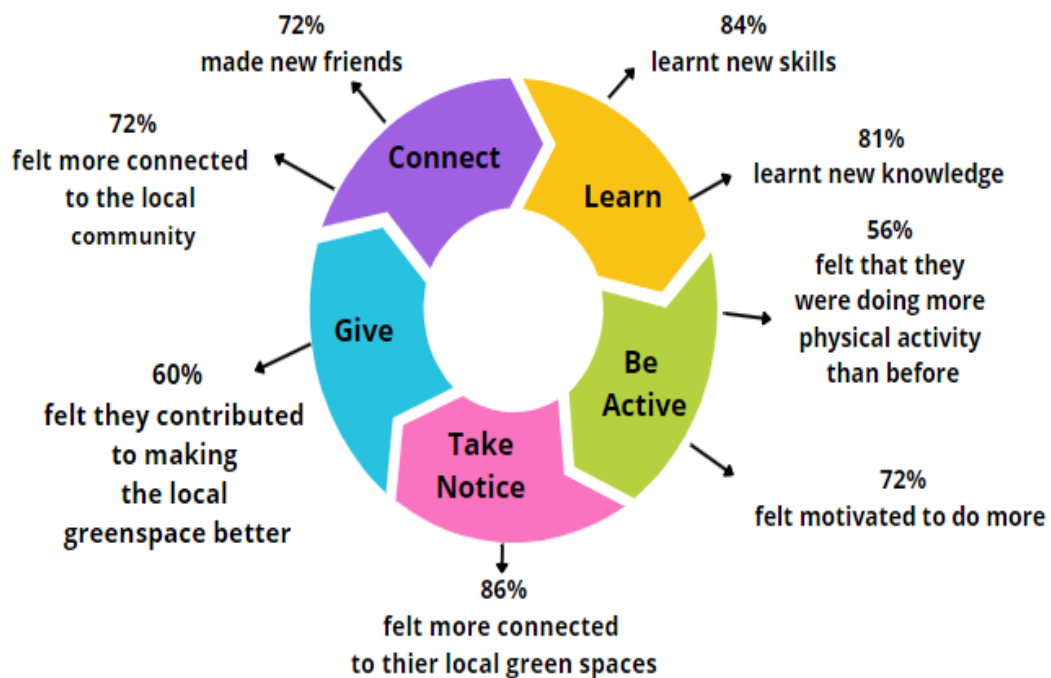 72%
made new friends
84%
learnt new skills
72%
felt more connected
to the local
community
Connect
Learn
81%
learnt new knowledge
56%
felt that they
were doing more
physical activity
than before
Give
Be
Active
60%
felt they contributed
to making
the local
greenspace better
Take
Notice
72%
felt motivated to do more
86%
felt more connected
to thier local green spaces